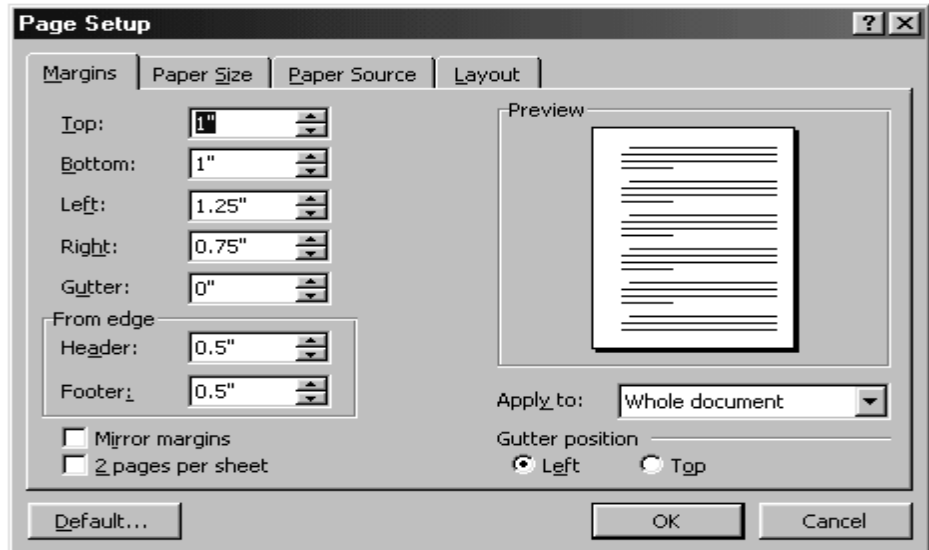 Page Setup
Margins Paper Size Paper Source Layout
Top: 1"
Bottom: 1"
Left: 1.25"
Right: 0.75"
Gutter: 0"
From edge
Header: 0.5"
Footer: 0.5"
Mirror margins
2 pages per sheet
Preview
Apply to: Whole document
Gutter position
Left Top
Default... OK Cancel